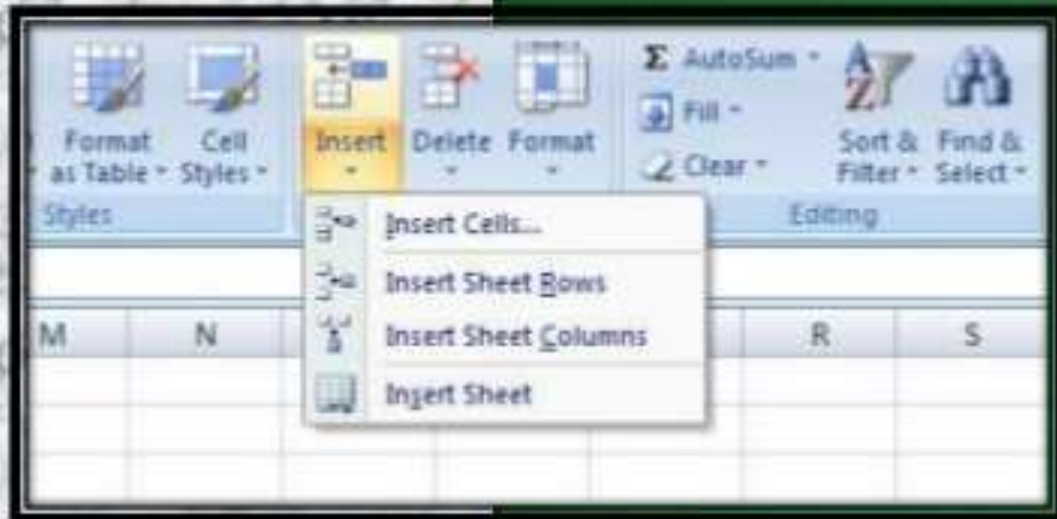 Format as Table
Cell Styles
Insert
Delete
Format
Σ AutoSum
Fill
Clear
Sort & Filter
Find & Select
Styles
Editing
Insert Cells...
Insert Sheet Rows
Insert Sheet Columns
Insert Sheet
M N R S